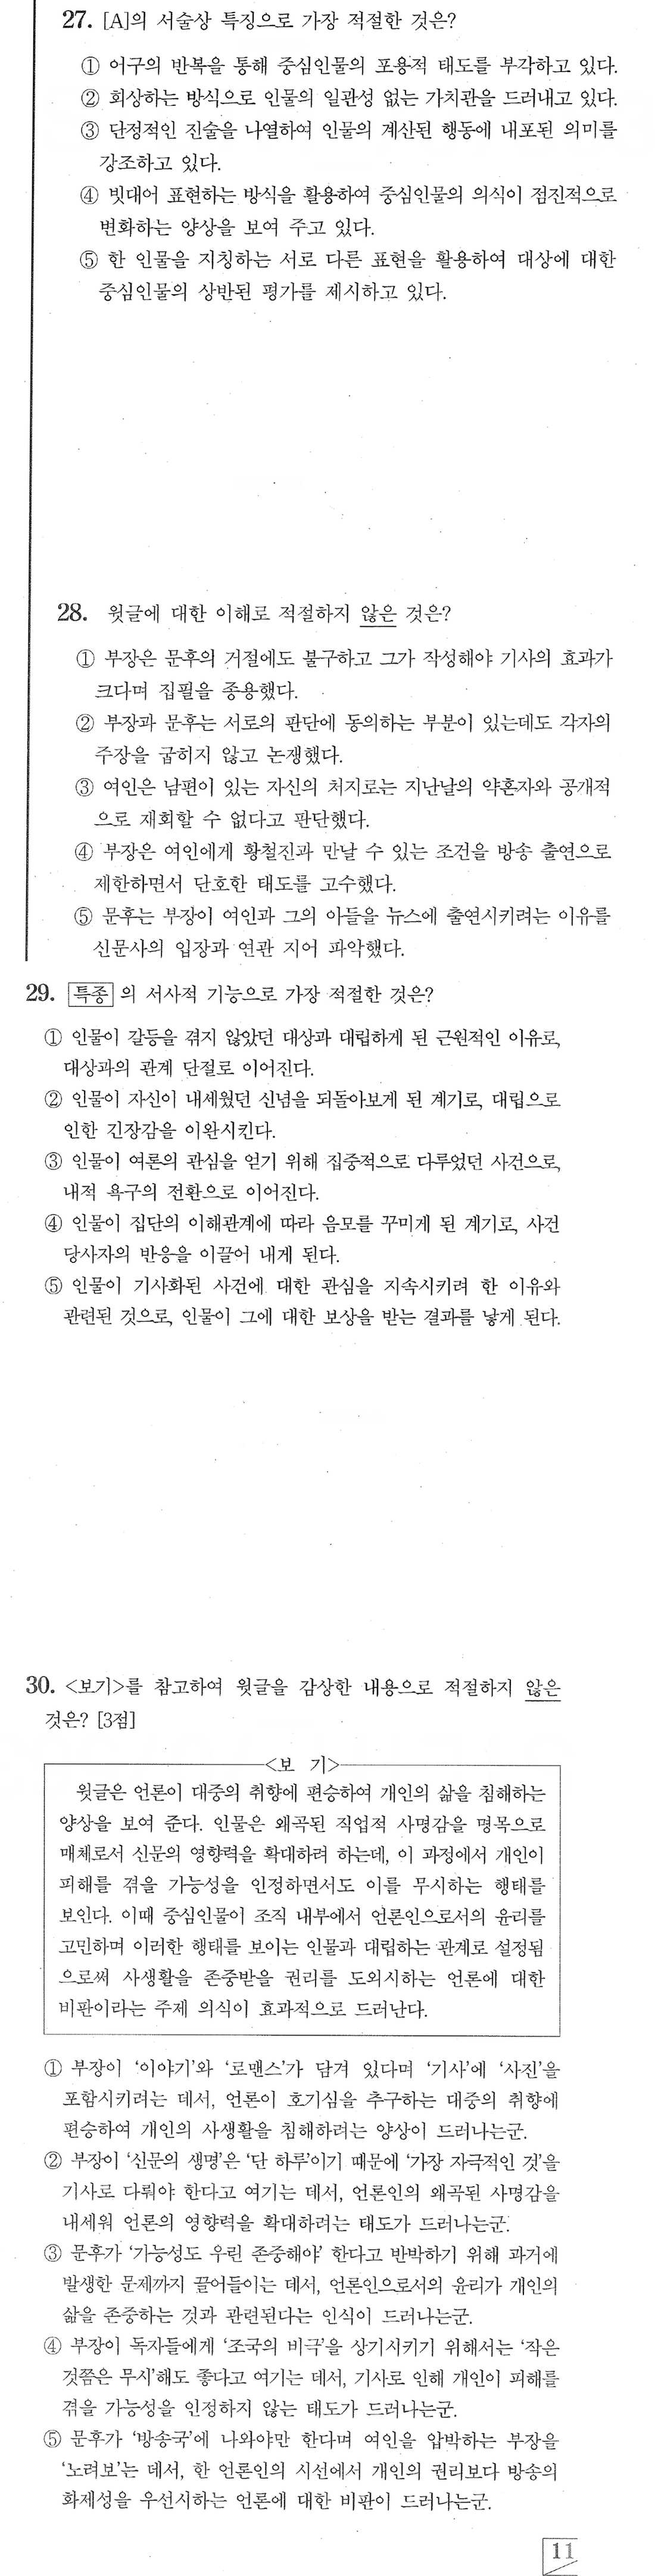 27. [A]의 서술상 특징으로 가장 적절한 것은?
① 어구의 반복을 통해 중심인물의 포용적 태도를 부각하고 있다.
② 회상하는 방식으로 인물의 일관성 없는 가치관을 드러내고 있다.
③ 단정적인 진술을 나열하여 인물의 계산된 행동에 내포된 의미를
강조하고 있다.
④ 빗대어 표현하는 방식을 활용하여 중심인물의 의식이 점진적으로
변화하는 양상을 보여 주고 있다.
⑤ 한 인물을 지칭하는 서로 다른 표현을 활용하여 대상에 대한
중심인물의 상반된 평가를 제시하고 있다.
28. 윗글에 대한 이해로 적절하지 않은 것은?
① 부장은 문후의 거절에도 불구하고 그가 작성해야 기사의 효과가
크다며 집필을 종용했다.
② 부장과 문후는 서로의 판단에 동의하는 부분이 있는데도 각자의
주장을 굽히지 않고 논쟁했다.
③ 여인은 남편이 있는 자신의 처지로는 지난날의 약혼자와 공개적
으로 재회할 수 없다고 판단했다.
④ 부장은 여인에게 황철진과 만날 수 있는 조건을 방송 출연으로
제한하면서 단호한 태도를 고수했다.
⑤ 문후는 부장이 여인과 그의 아들을 뉴스에 출연시키려는 이유를
신문사의 입장과 연관 지어 파악했다.
29. 특종 의 서사적 기능으로 가장 적절한 것은?
① 인물이 갈등을 겪지 않았던 대상과 대립하게 된 근원적인 이유로,
대상과의 관계 단절로 이어진다.
② 인물이 자신이 내세웠던 신념을 되돌아보게 된 계기로, 대립으로
인한 긴장감을 이완시킨다.
③ 인물이 여론의 관심을 얻기 위해 집중적으로 다루었던 사건으로,
내적 욕구의 전환으로 이어진다.
④ 인물이 집단의 이해관계에 따라 음모를 꾸미게 된 계기로, 사건
당사자의 반응을 이끌어 내게 된다.
⑤ 인물이 기사화된 사건에 대한 관심을 지속시키려 한 이유와
관련된 것으로, 인물이 그에 대한 보상을 받는 결과를 낳게 된다.
30. <보기>를 참고하여 윗글을 감상한 내용으로 적절하지 않은
것은? [3점]
<보 기>
윗글은 언론이 대중의 취향에 편승하여 개인의 삶을 침해하는
양상을 보여 준다. 인물은 왜곡된 직업적 사명감을 명목으로
매체로서 신문의 영향력을 확대하려 하는데, 이 과정에서 개인이
피해를 겪을 가능성을 인정하면서도 이를 무시하는 행태를
보인다. 이때 중심인물이 조직 내부에서 언론인으로서의 윤리를
고민하며 이러한 행태를 보이는 인물과 대립하는 관계로 설정됨
으로써 사생활을 존중받을 권리를 도외시하는 언론에 대한
비판이라는 주제 의식이 효과적으로 드러난다.
① 부장이 ‘이야기’와 ‘로맨스’가 담겨 있다며 ‘기사’에 ‘사진’을
포함시키려는 데서, 언론이 호기심을 추구하는 대중의 취향에
편승하여 개인의 사생활을 침해하려는 양상이 드러나는군.
② 부장이 ‘신문의 생명’은 ‘단 하루’이기 때문에 ‘가장 자극적인 것’을
기사로 다뤄야 한다고 여기는 데서, 언론인의 왜곡된 사명감을
내세워 언론의 영향력을 확대하려는 태도가 드러나는군.
③ 문후가 ‘가능성도 우린 존중해야’ 한다고 반박하기 위해 과거에
발생한 문제까지 끌어들이는 데서, 언론인으로서의 윤리가 개인의
삶을 존중하는 것과 관련된다는 인식이 드러나는군.
④ 부장이 독자들에게 ‘조국의 비극’을 상기시키기 위해서는 ‘작은
것쯤은 무시’해도 좋다고 여기는 데서, 기사로 인해 개인이 피해를
겪을 가능성을 인정하지 않는 태도가 드러나는군.
⑤ 문후가 ‘방송국’에 나와야만 한다며 여인을 압박하는 부장을
‘노려보’는 데서, 한 언론인의 시선에서 개인의 권리보다 방송의
화제성을 우선시하는 언론에 대한 비판이 드러나는군.
11